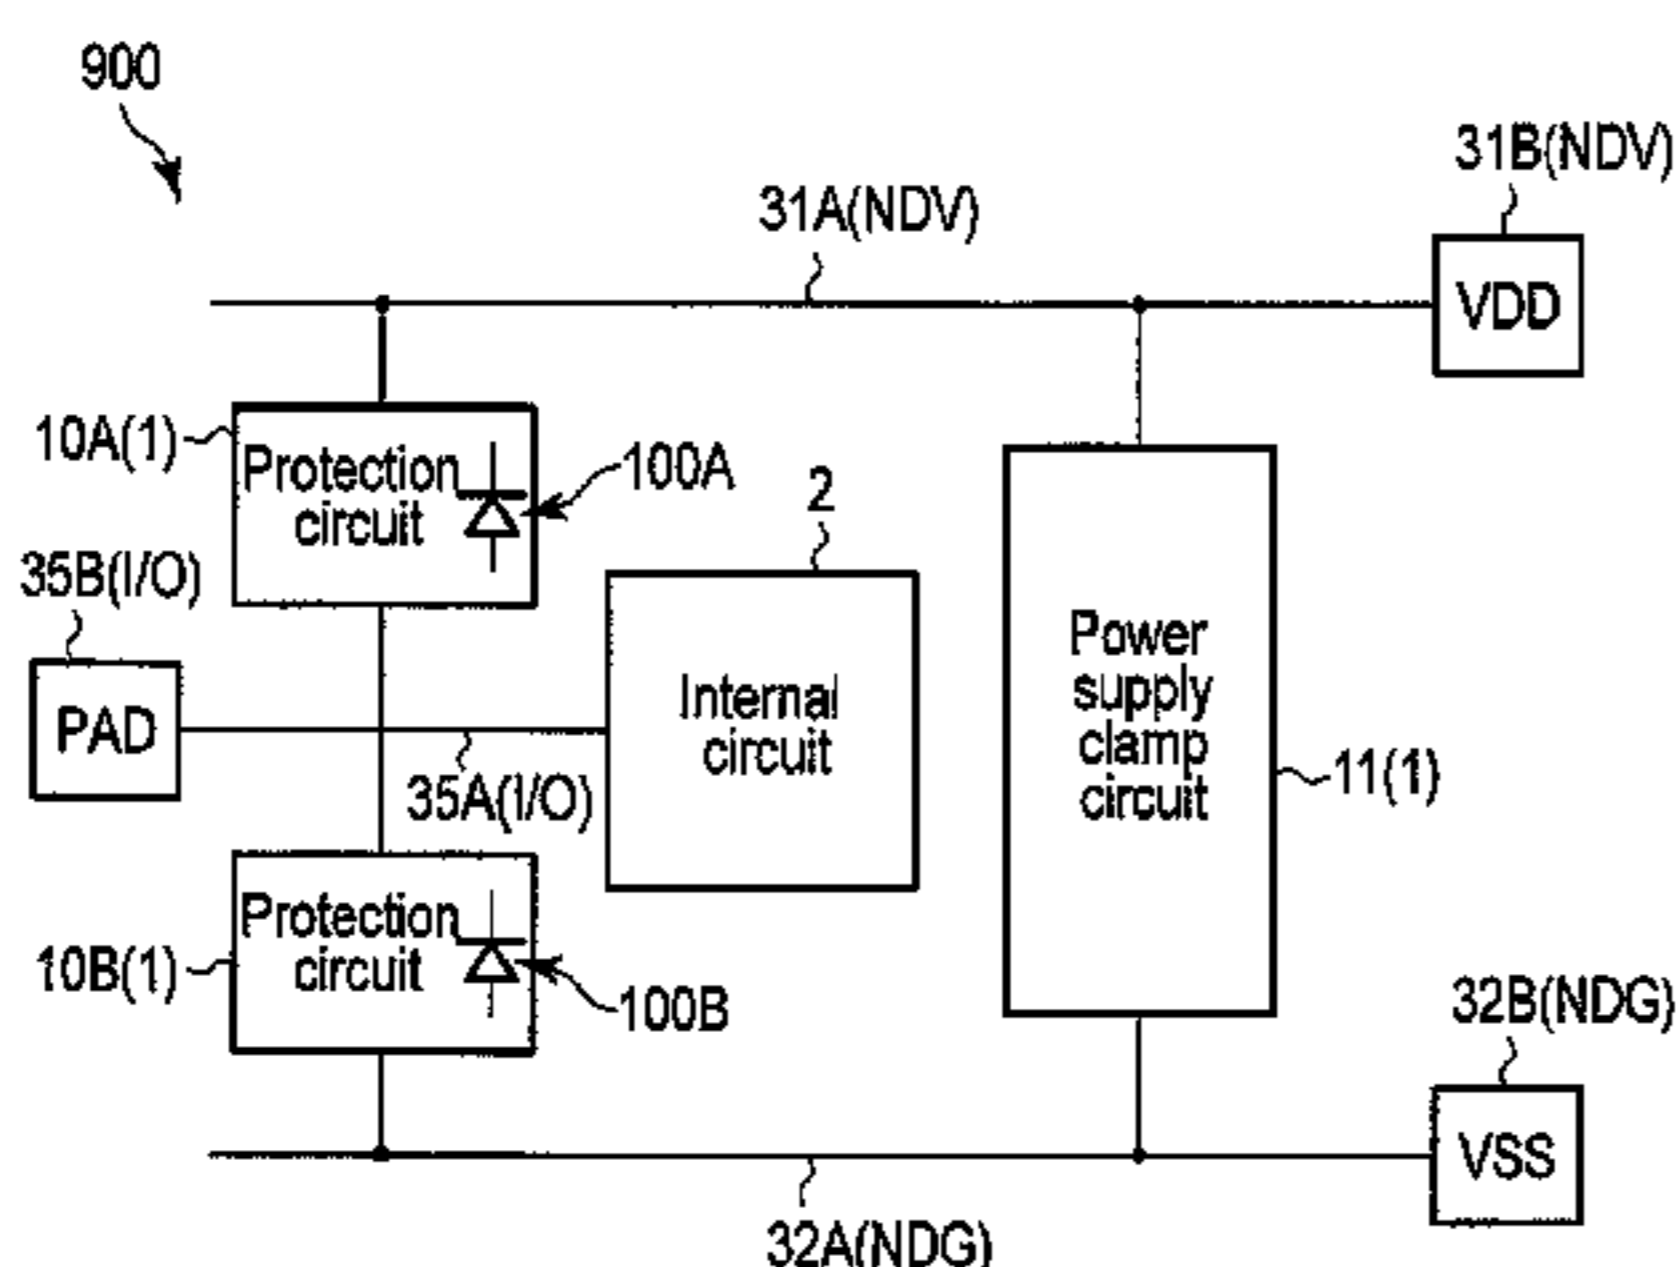 900
31B(NDV)
31A(NDV)
VDD
10A(1)
Protection
circuit
100A
2
35B(I/O)
PAD
Internal
circuit
Power
supply
clamp
circuit
11(1)
35A(I/O)
10B(1)
Protection
circuit
100B
32B(NDG)
VSS
32A(NDG)